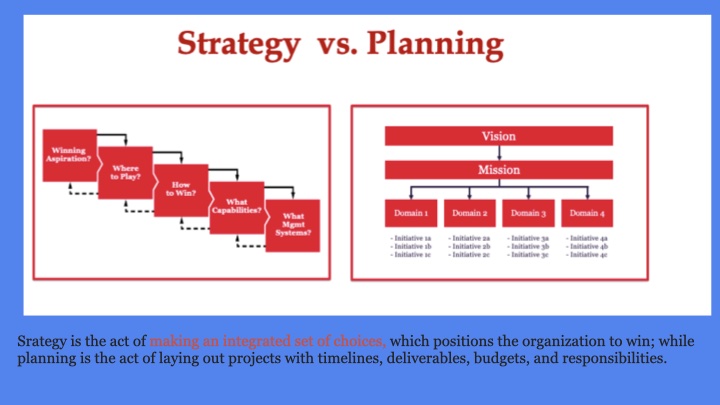 Strategy vs. Planning
Winning
Aspiration?
Where
to Play?
How
to Win?
What
Capabilities?
What
Mgmt
Systems?
Vision
Mission
Domain 1
Domain 2
Domain 3
Domain 4
- Initiative 1a
- Initiative 1b
- Initiative 1c
- Initiative 2a
- Initiative 2b
- Initiative 2c
- Initiative 3a
- Initiative 3b
- Initiative 3c
- Initiative 4a
- Initiative 4b
- Initiative 4c
Srategy is the act of making an integrated set of choices, which positions the organization to win; while
planning is the act of laying out projects with timelines, deliverables, budgets, and responsibilities.